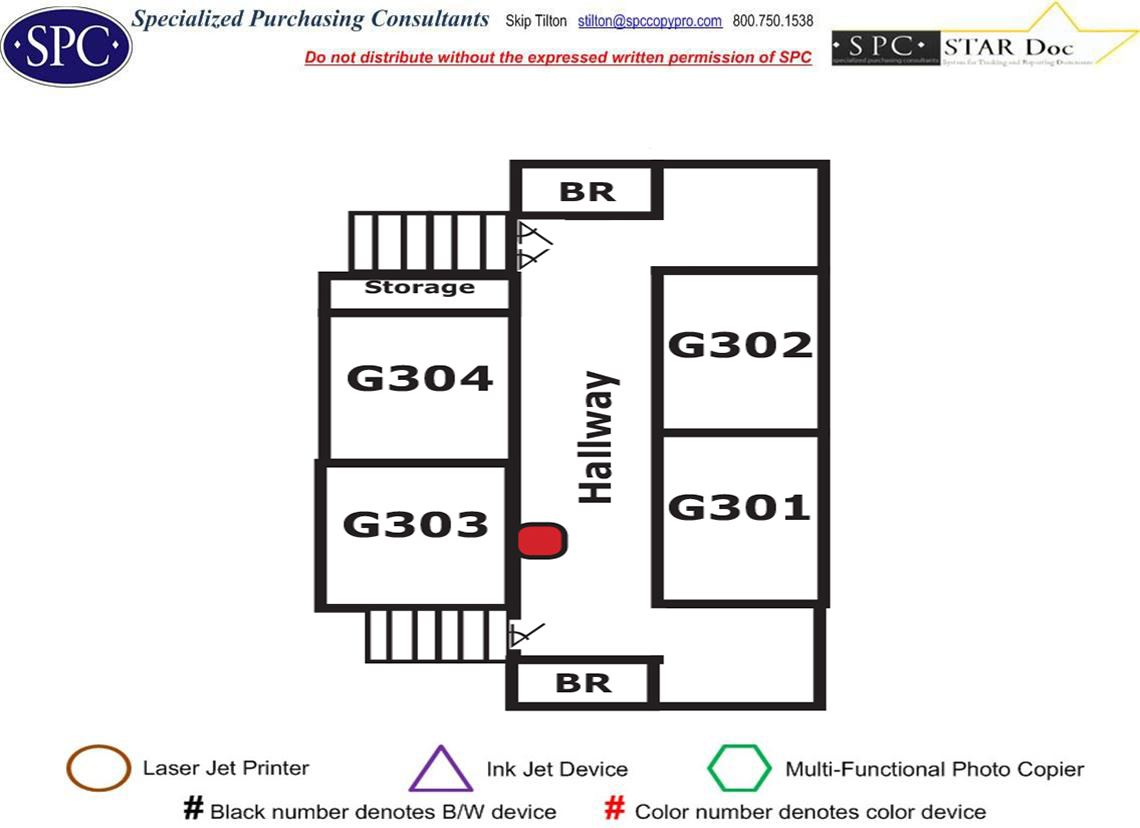 SPC
Specialized Purchasing Consultants Skip Tilton stilton@spccopypro.com 800.750.1538
Do not distribute without the expressed written permission of SPC
SPC
specialized purchasing consultants
STAR Doc
System for Tracking and Reporting Documents
BR
Storage
G302
G304
Hallway
G301
G303
BR
Laser Jet Printer Ink Jet Device Multi-Functional Photo Copier
# Black number denotes B/W device # Color number denotes color device